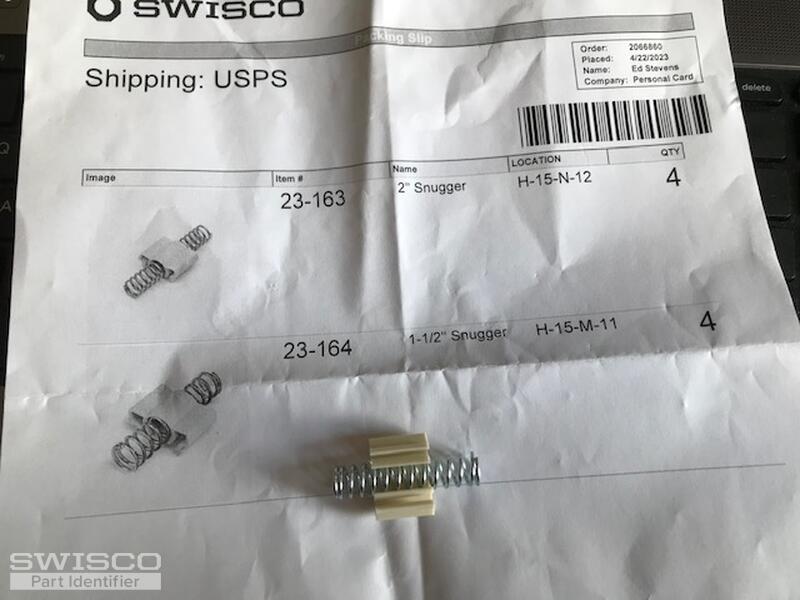 SWISCO
Packing Slip
Shipping: USPS
Order: 2066860
Placed: 4/22/2023
Name: Ed Stevens
Company: Personal Card
delete
Q
A
Image Item # Name LOCATION QTY
23-163 2" Snugger H-15-N-12 4
23-164 1-1/2" Snugger H-15-M-11 4
SWISCO
Part Identifier